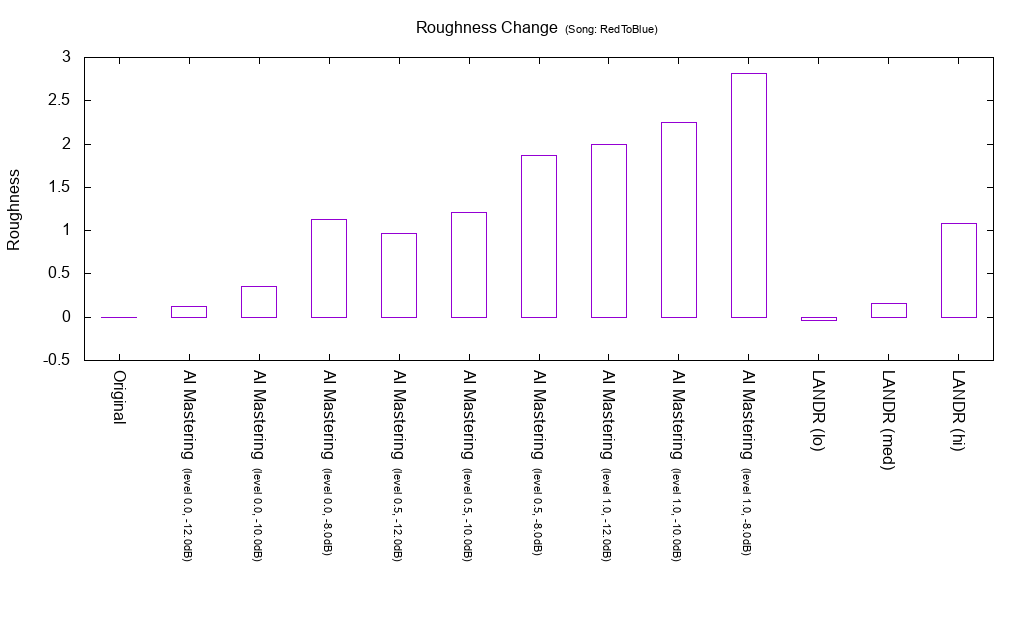 Roughness Change (Song: RedToBlue)
Roughness
3
2.5
2
1.5
1
0.5
0
-0.5
Original
AI Mastering (level 0.0, -12.0dB)
AI Mastering (level 0.0, -10.0dB)
AI Mastering (level 0.0, -8.0dB)
AI Mastering (level 0.5, -12.0dB)
AI Mastering (level 0.5, -10.0dB)
AI Mastering (level 0.5, -8.0dB)
AI Mastering (level 1.0, -12.0dB)
AI Mastering (level 1.0, -10.0dB)
AI Mastering (level 1.0, -8.0dB)
LANDR (lo)
LANDR (med)
LANDR (hi)